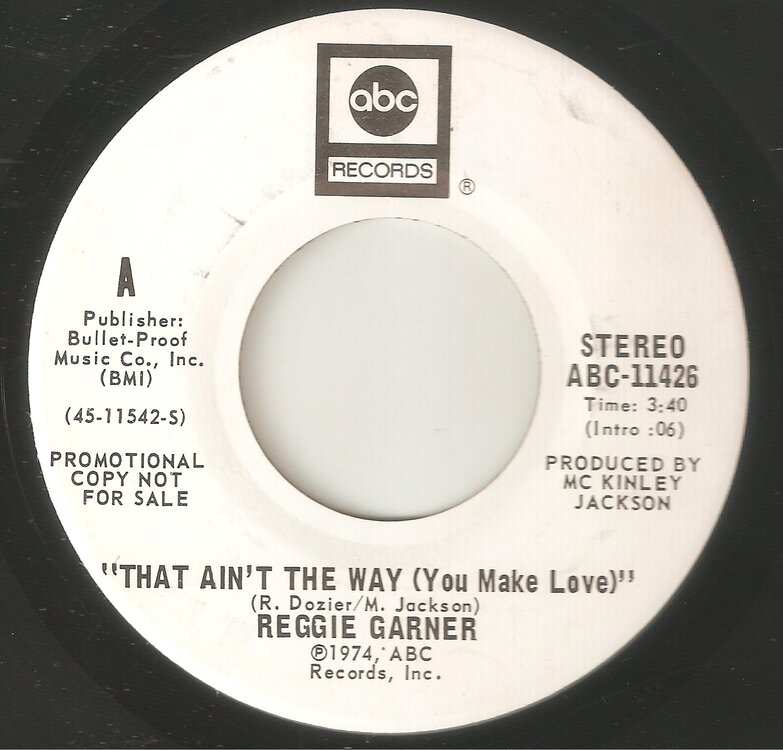 abc
RECORDS
®
A
Publisher:
Bullet-Proof
Music Co., Inc.
(BMI)
(45-11542-S)
PROMOTIONAL
COPY NOT
FOR SALE
STEREO
ABC-11426
Time: 3:40
(Intro :06)
PRODUCED BY
MC KINLEY
JACKSON
"THAT AIN'T THE WAY (You Make Love)"
(R. Dozier/M. Jackson)
REGGIE GARNER
℗1974, ABC
Records, Inc.